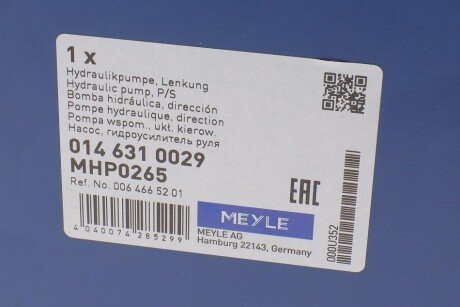 1 x
Hydraulikpumpe, Lenkung
Hydraulic pump, P/S
Bomba hidráulica, dirección
Pompe hydraulique, direction
Pompa wspom., ukł. kierow.
Насос, гидроусилитель руля
014 631 0029
MHP0265
Ref. No. 006 466 52 01
EAC
MEYLE
MEYLE AG
Hamburg 22143, Germany
4 040074 285299
000U352